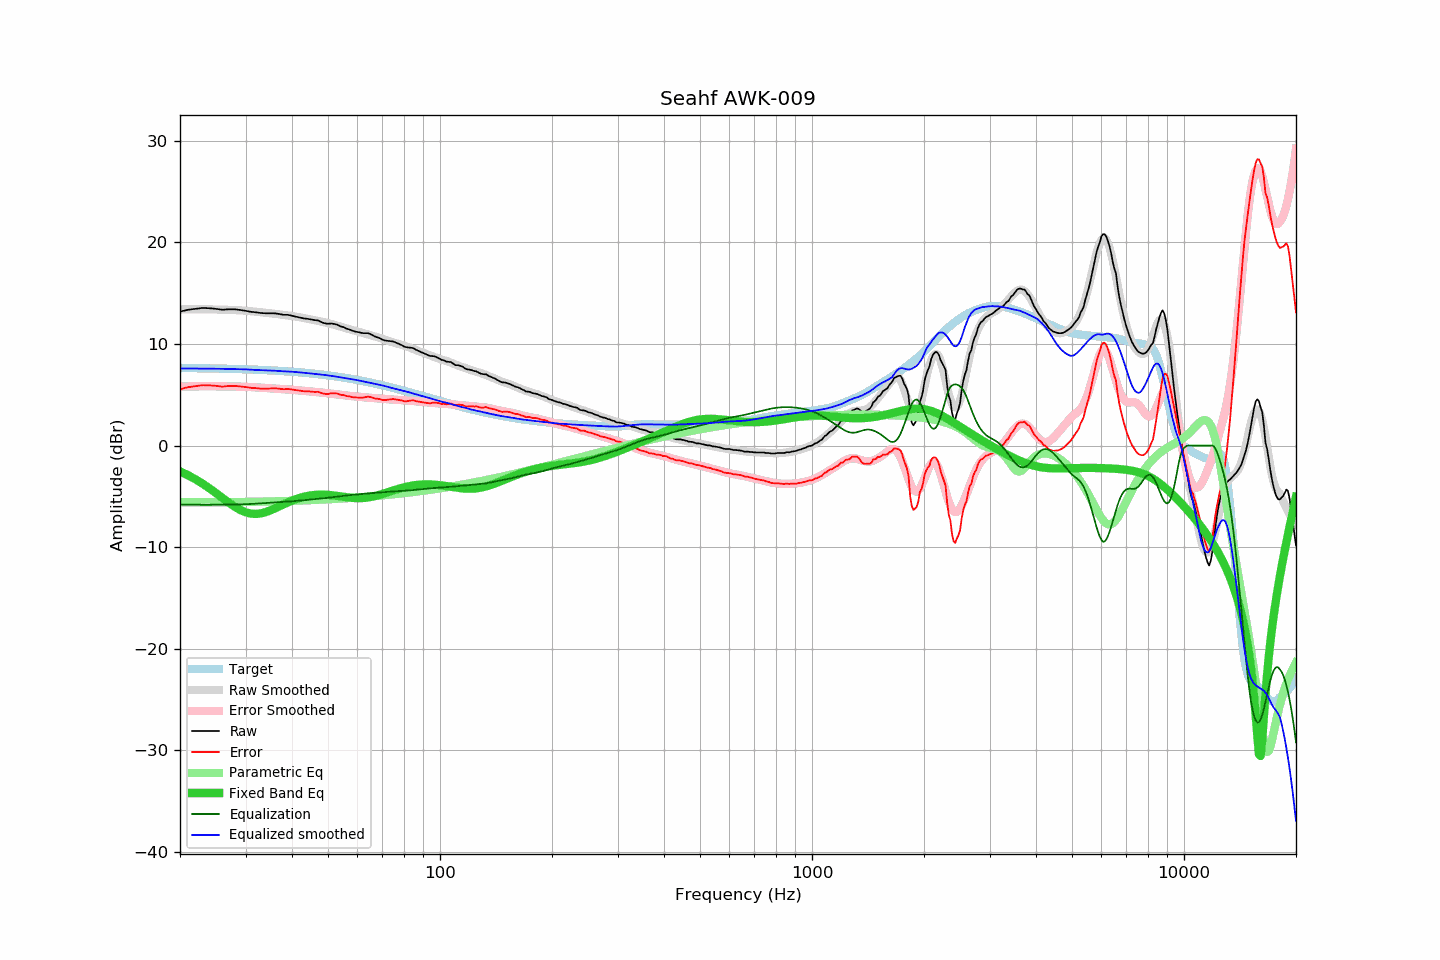 Seahf AWK-009
30
20
10
0
−10
−20
−30
−40
Amplitude (dBr)
Target
Raw Smoothed
Error Smoothed
Raw
Error
Parametric Eq
Fixed Band Eq
Equalization
Equalized smoothed
100
1000
10000
Frequency (Hz)